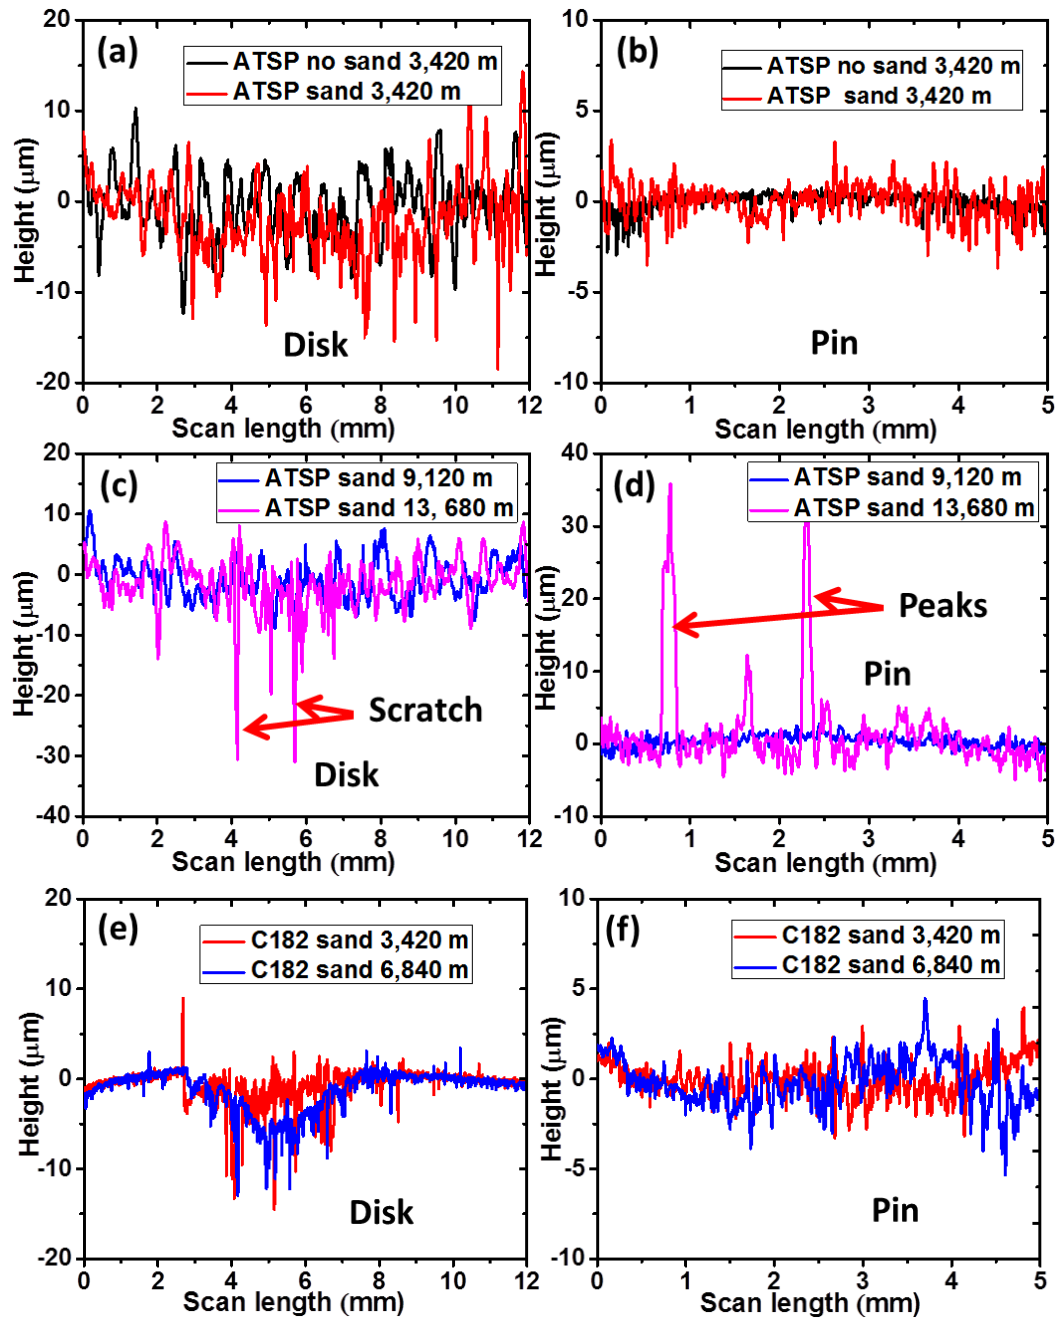 (a)
ATSP no sand 3,420 m
ATSP sand 3,420 m
20
10
0
-10
-20
Height (μm)
Disk
0 2 4 6 8 10 12
Scan length (mm)
(b)
ATSP no sand 3,420 m
ATSP sand 3,420 m
10
5
0
-5
-10
Height (μm)
Pin
0 1 2 3 4 5
Scan length (mm)
(c)
ATSP sand 9,120 m
ATSP sand 13, 680 m
20
10
0
-10
-20
-30
-40
Height (μm)
Scratch
Disk
0 2 4 6 8 10 12
Scan length (mm)
(d)
ATSP sand 9,120 m
ATSP sand 13,680 m
40
30
20
10
0
-10
Height (μm)
Peaks
Pin
0 1 2 3 4 5
Scan length (mm)
(e)
C182 sand 3,420 m
C182 sand 6,840 m
20
10
0
-10
-20
Height (μm)
Disk
0 2 4 6 8 10 12
Scan length (mm)
(f)
C182 sand 3,420 m
C182 sand 6,840 m
10
5
0
-5
-10
Height (μm)
Pin
0 1 2 3 4 5
Scan length (mm)